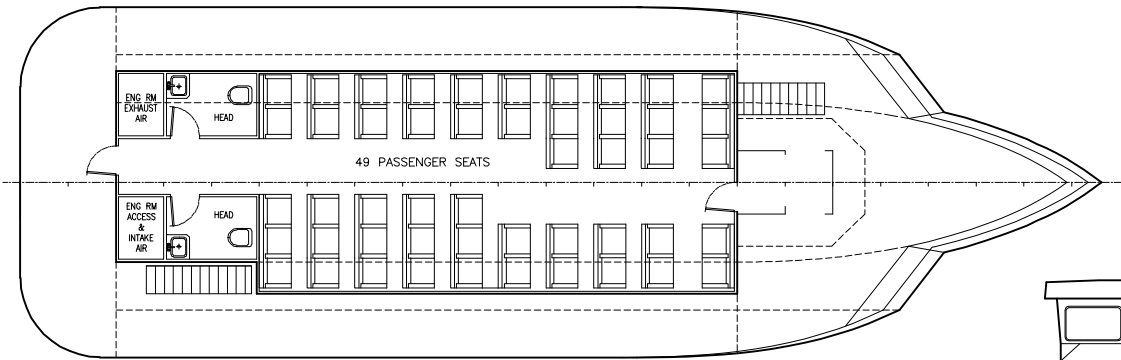 ENG RM
EXHAUST
AIR
HEAD
49 PASSENGER SEATS
ENG RM
ACCESS
&
INTAKE
AIR
HEAD